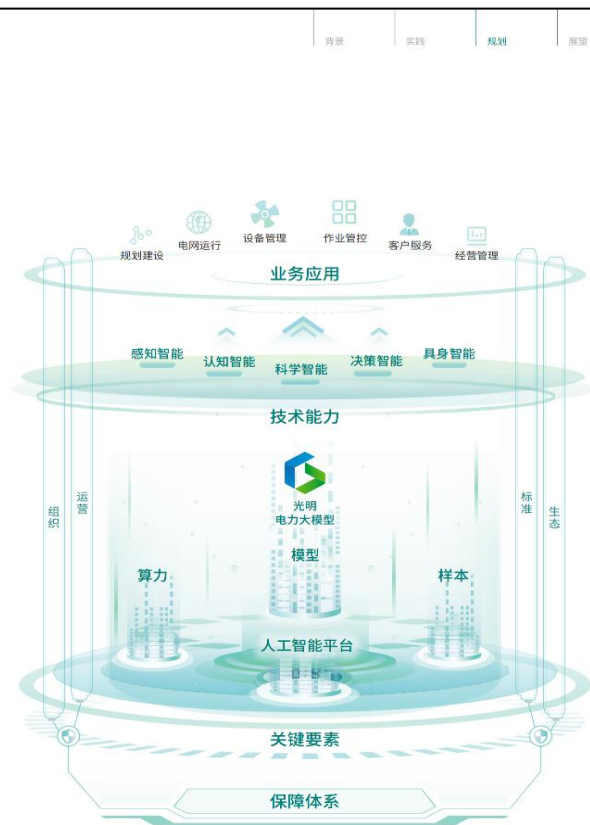 背景
实践
规划
展望
规划建设
电网运行
设备管理
作业管控
客户服务
经营管理
业务应用
感知智能
认知智能
科学智能
决策智能
具身智能
技术能力
组织
运营
标准
生态
光明
电力大模型
模型
算力
样本
人工智能平台
关键要素
保障体系